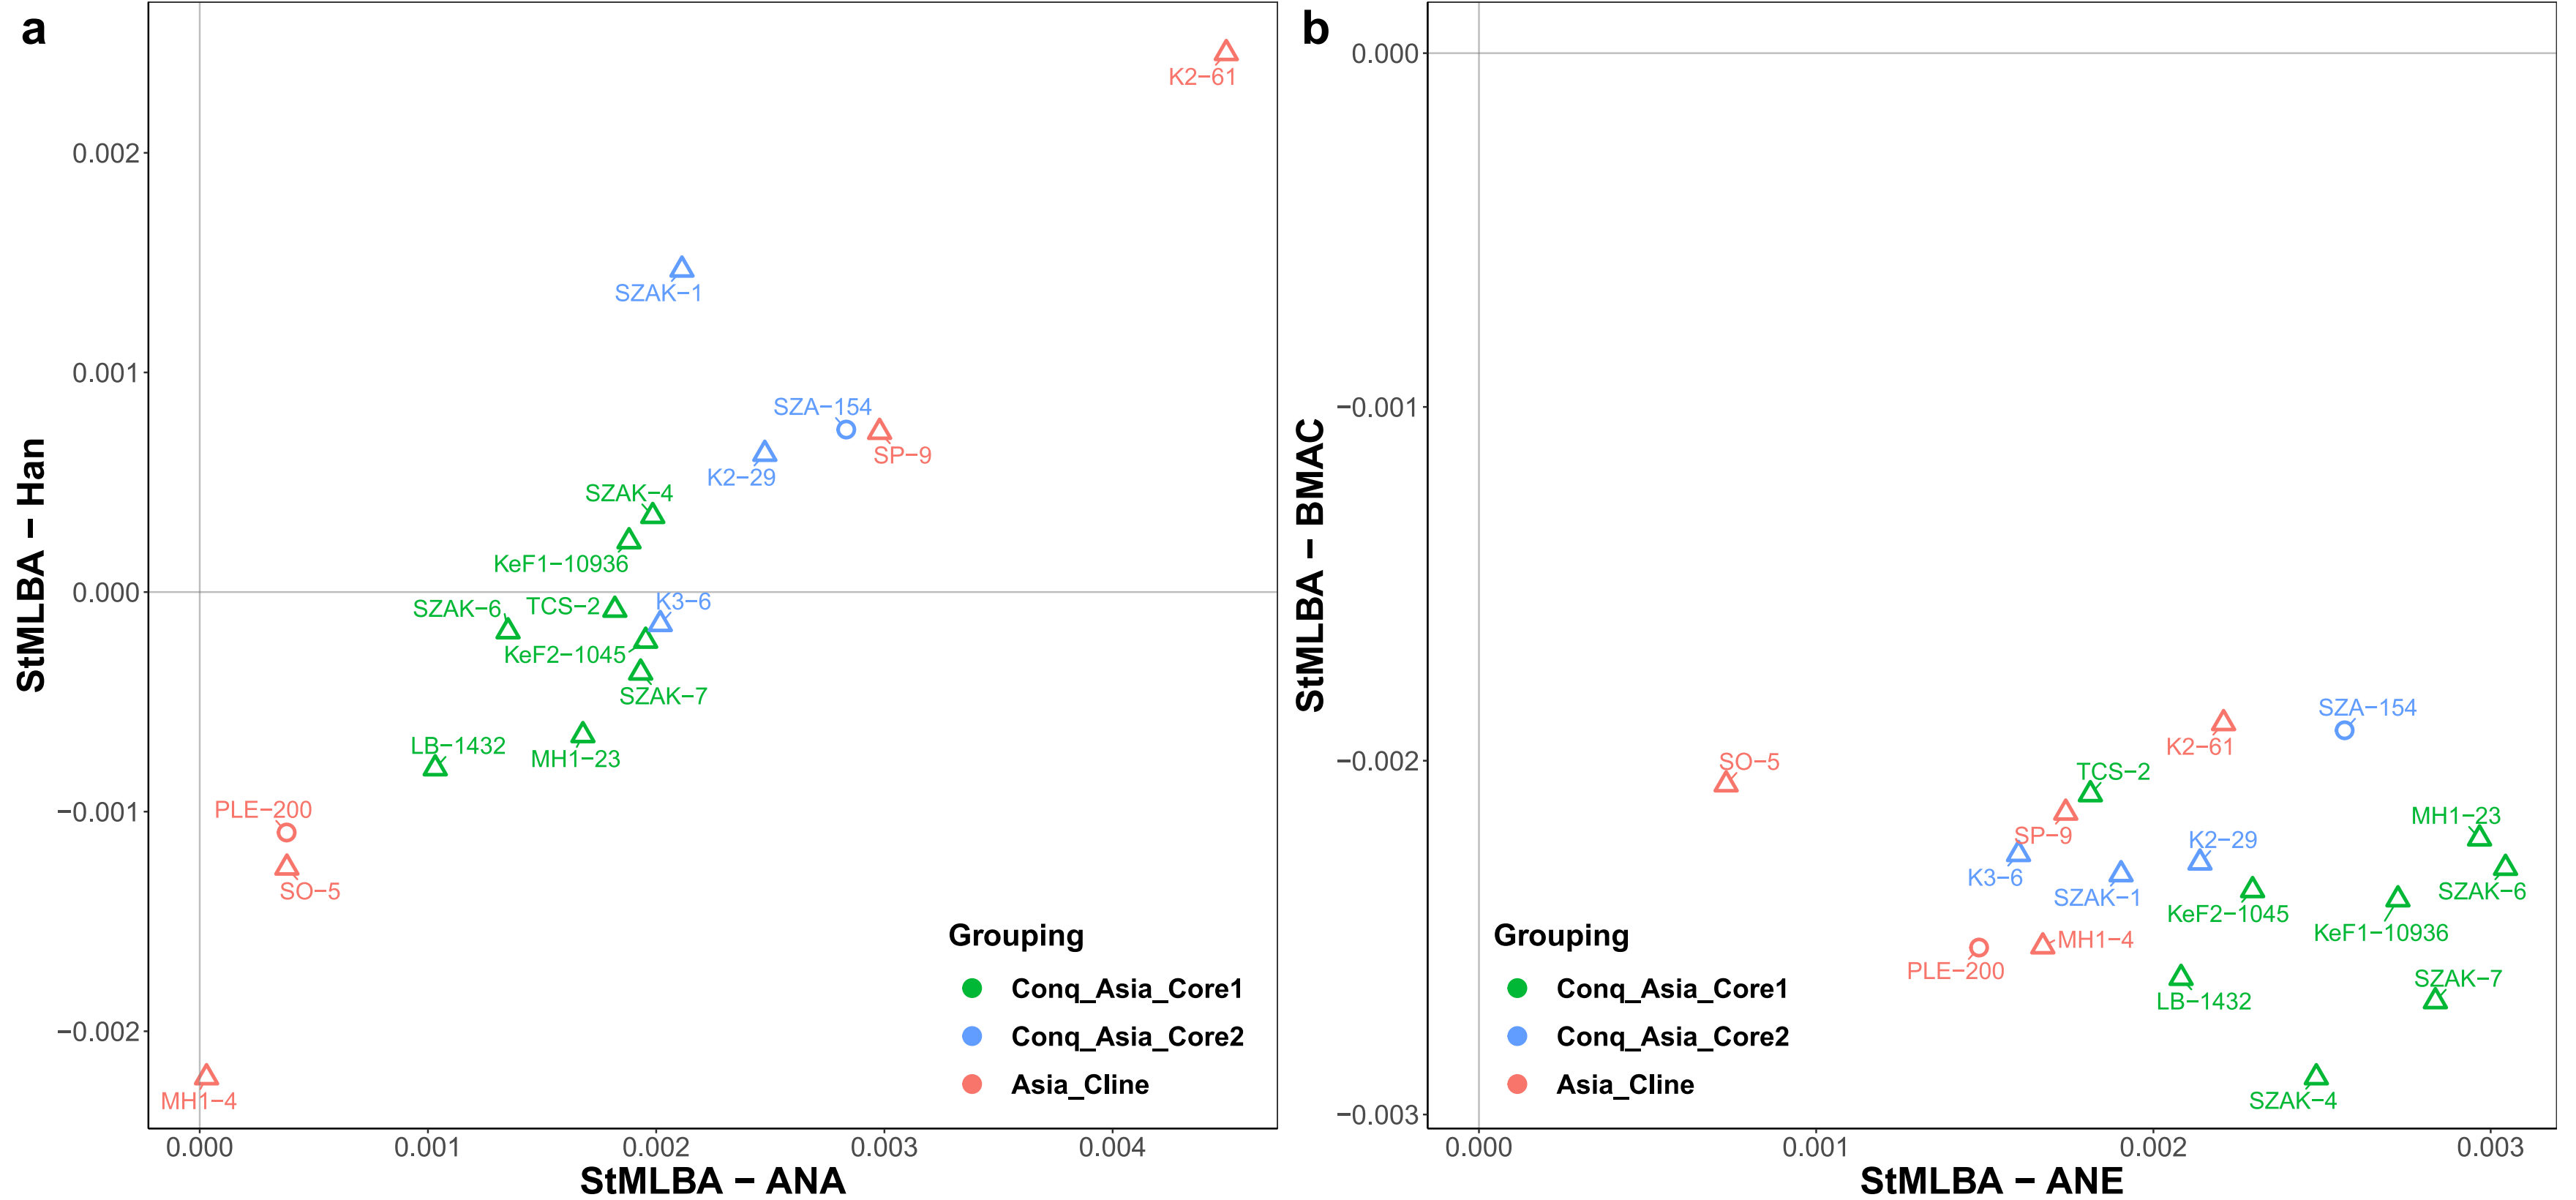 a
StMLBA − Han
0.002
0.001
0.000
−0.001
−0.002
K2−61
SZAK−1
SZA−154
SP−9
K2−29
SZAK−4
KeF1−10936
SZAK−6
TCS−2
K3−6
KeF2−1045
SZAK−7
LB−1432
MH1−23
PLE−200
SO−5
MH1−4
Grouping
Conq_Asia_Core1
Conq_Asia_Core2
Asia_Cline
0.000
0.001
0.002
0.003
0.004
StMLBA − ANA
b
StMLBA − BMAC
0.000
−0.001
−0.002
−0.003
SZA−154
K2−61
SO−5
TCS−2
SP−9
MH1−23
K2−29
K3−6
SZAK−1
SZAK−6
KeF2−1045
KeF1−10936
MH1−4
PLE−200
SZAK−7
LB−1432
SZAK−4
Grouping
Conq_Asia_Core1
Conq_Asia_Core2
Asia_Cline
0.000
0.001
0.002
0.003
StMLBA − ANE